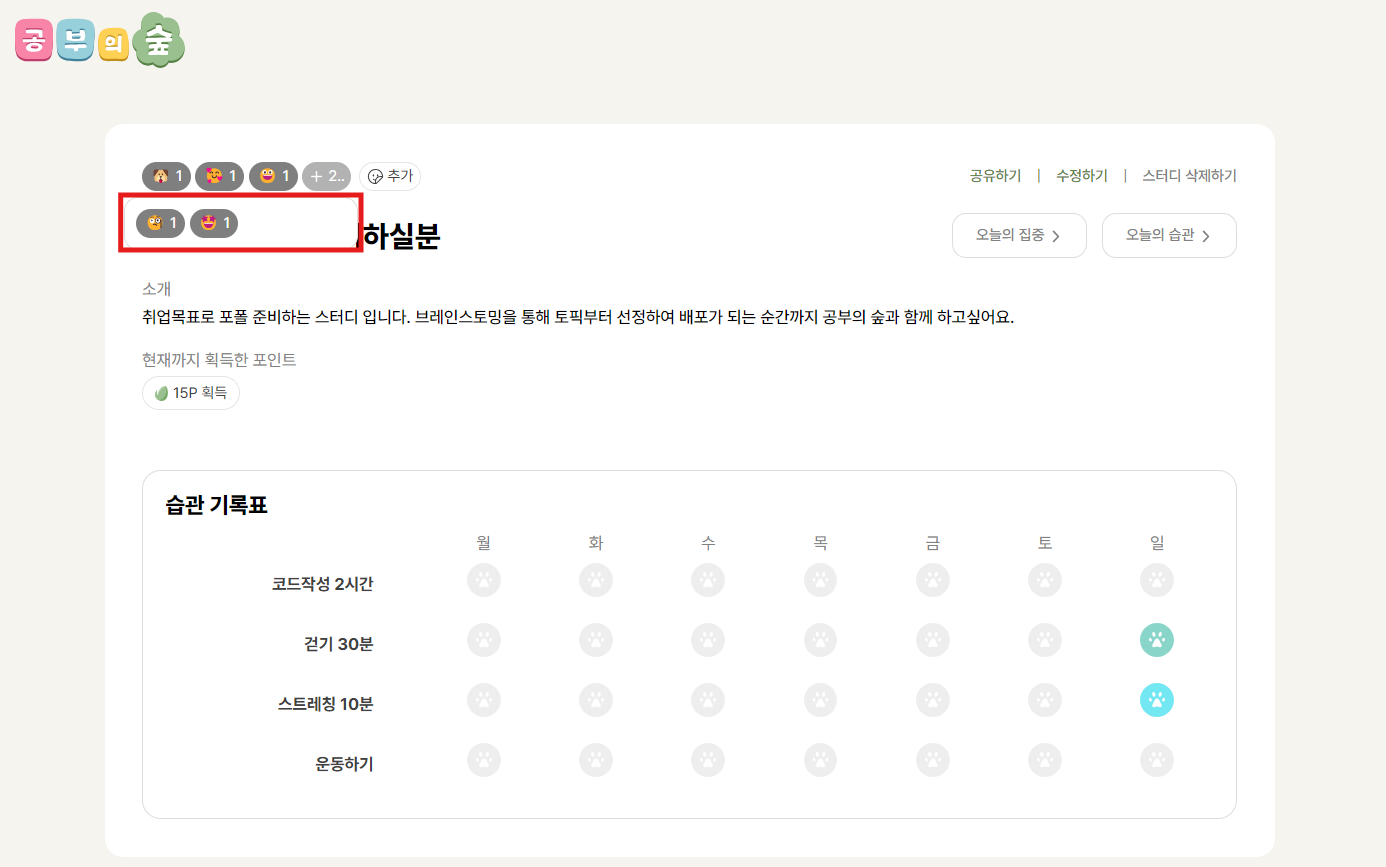 공부의숲
1 1 1 + 2.. 추가
공유하기 | 수정하기 | 스터디 삭제하기
1 1
하실분
오늘의 집중 >
오늘의 습관 >
소개
취업목표로 포폴 준비하는 스터디 입니다. 브레인스토밍을 통해 토픽부터 선정하여 배포가 되는 순간까지 공부의 숲과 함께 하고싶어요.
현재까지 획득한 포인트
15P 획득
습관 기록표
월 화 수 목 금 토 일
코드작성 2시간
걷기 30분
스트레칭 10분
운동하기